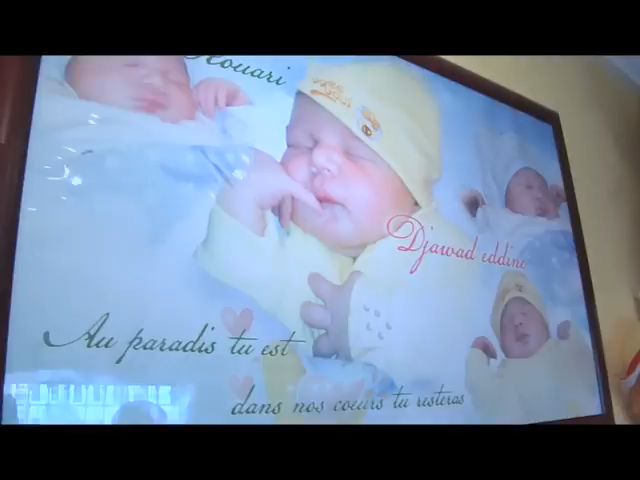 Houari
Djawad eddine
Au paradis tu est
dans nos coeurs tu resteras